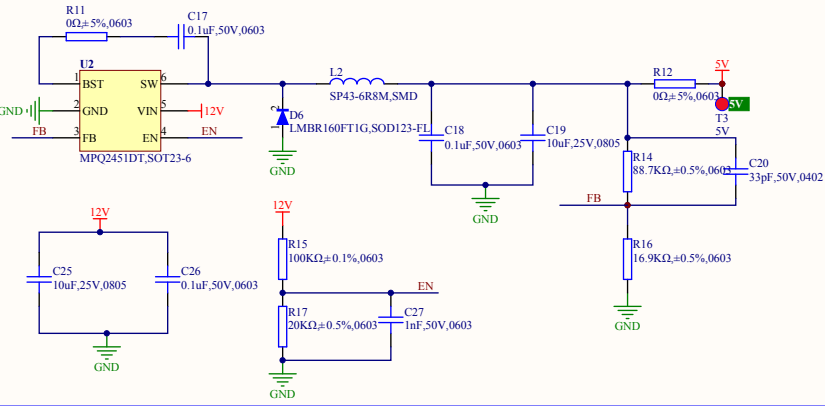 R11
0Ω,±5%,0603
C17
0.1uF,50V,0603
U2
1
BST
SW
6
2
GND
VIN
5
12V
GND
3
FB
EN
4
FB
EN
MPQ2451DT,SOT23-6
2
1
D6
LMBR160FT1G,SOD123-FL
GND
L2
SP43-6R8M,SMD
C18
0.1uF,50V,0603
C19
10uF,25V,0805
GND
R12
0Ω,±5%,0603
5V
5V
T3
5V
R14
88.7KΩ,±0.5%,0603
C20
33pF,50V,0402
FB
R16
16.9KΩ,±0.5%,0603
GND
12V
C25
10uF,25V,0805
C26
0.1uF,50V,0603
GND
12V
R15
100KΩ,±0.1%,0603
EN
R17
20KΩ,±0.5%,0603
C27
1nF,50V,0603
GND